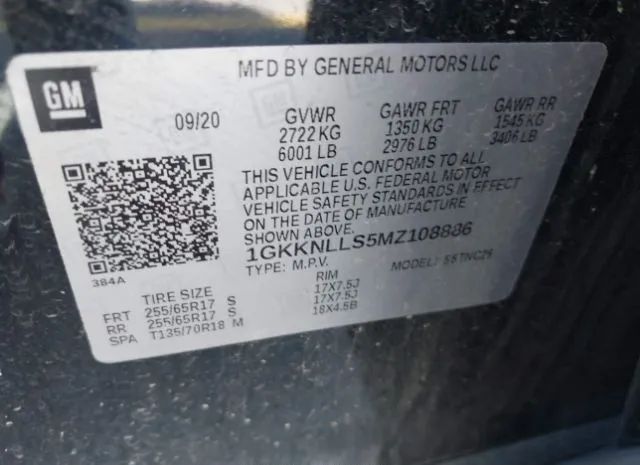 GM
MFD BY GENERAL MOTORS LLC
09/20 GVWR GAWR FRT GAWR RR
2722 KG 1350 KG 1545 KG
6001 LB 2976 LB 3406 LB
THIS VEHICLE CONFORMS TO ALL
APPLICABLE U.S. FEDERAL MOTOR
VEHICLE SAFETY STANDARDS IN EFFECT
ON THE DATE OF MANUFACTURE
SHOWN ABOVE.
1GKKNLLS5MZ108886
TYPE: M.P.V. MODEL:
384A
TIRE SIZE RIM
FRT 255/65R17 S 17X7.5J
RR 255/65R17 S 17X7.5J
SPA T135/70R18 M 18X4.5B